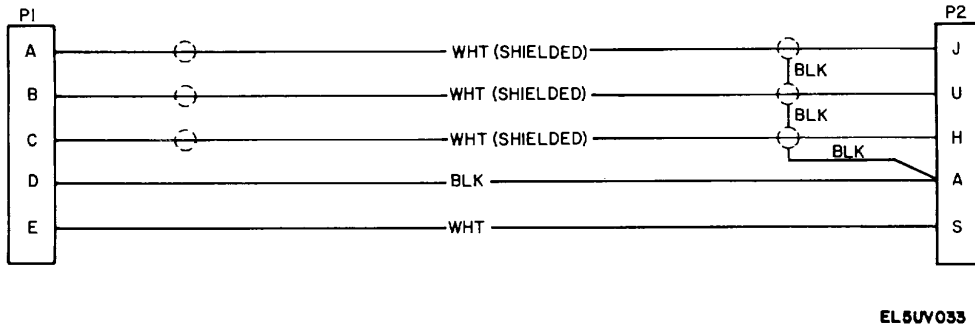 P1 P2
A WHT (SHIELDED) J
BLK
B WHT (SHIELDED) U
BLK
C WHT (SHIELDED) H
BLK
D BLK A
E WHT S
EL5UV033